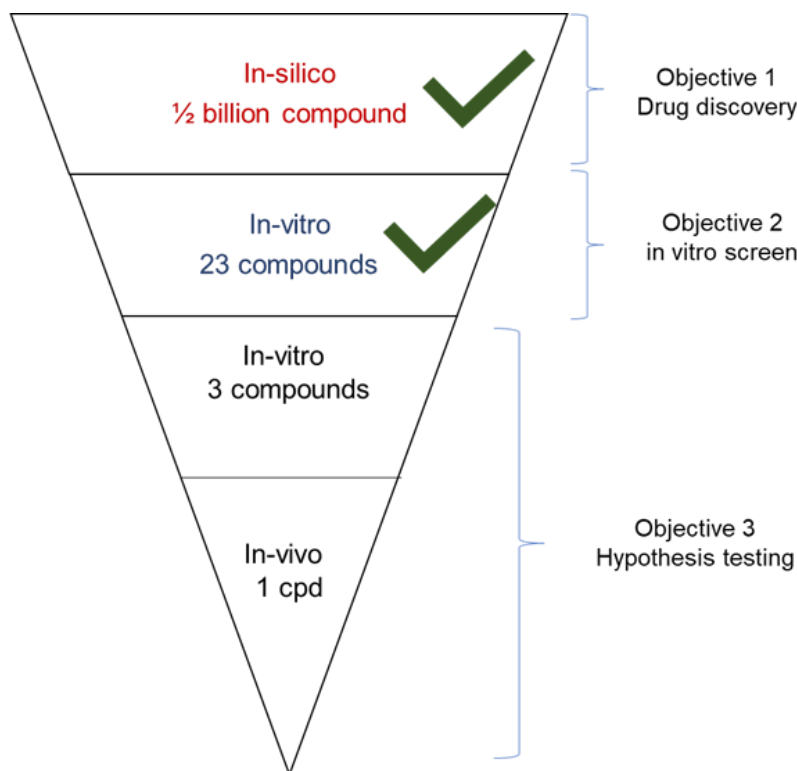 In-silico
½ billion compound
Objective 1
Drug discovery
In-vitro
23 compounds
Objective 2
in vitro screen
In-vitro
3 compounds
In-vivo
1 cpd
Objective 3
Hypothesis testing